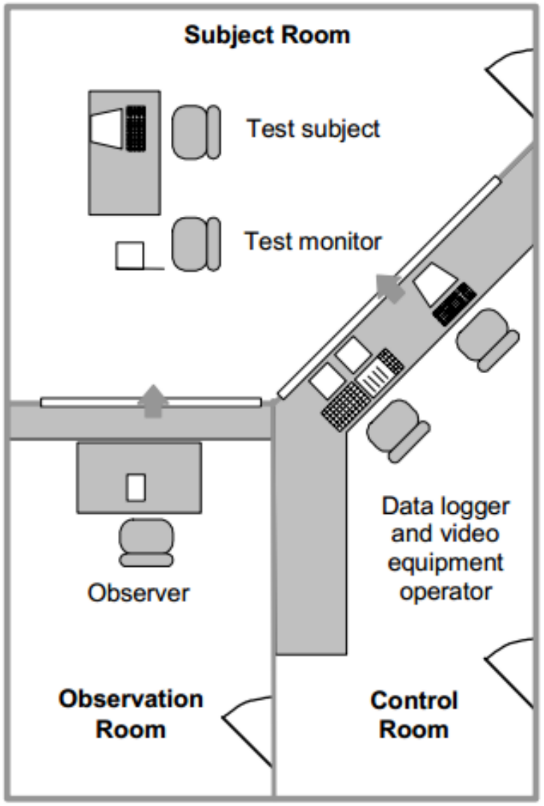 Subject Room
Test subject
Test monitor
Data logger
and video
equipment
operator
Observer
Observation
Room
Control
Room